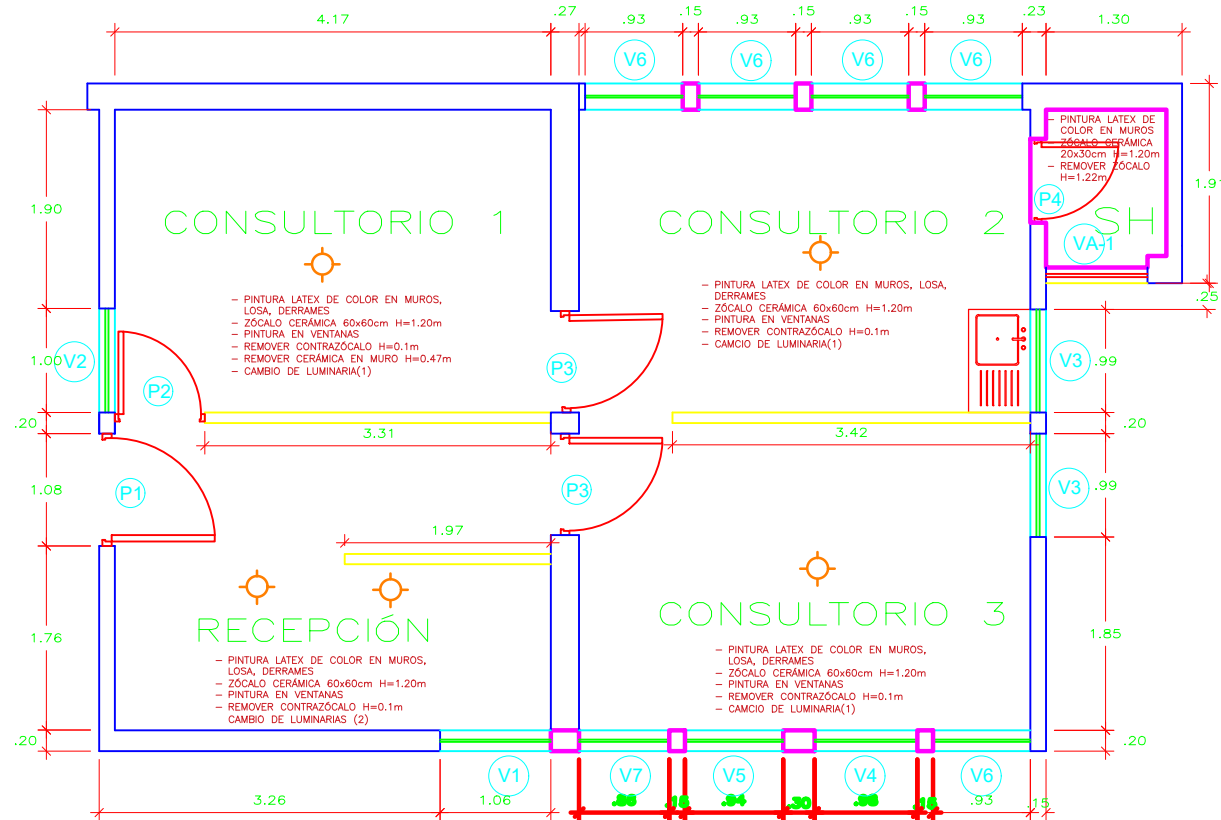 4.17
.27
.93
.15
.93
.15
.93
.15
.93
.23
1.30
V6
V6
V6
V6
1.90
1.00
.20
1.08
1.76
.20
CONSULTORIO 1
- PINTURA LATEX DE COLOR EN MUROS,
LOSA, DERRAMES
- ZÓCALO CERÁMICA 60x60cm H=1.20m
- PINTURA EN VENTANAS
- REMOVER CONTRAZÓCALO H=0.1m
- REMOVER CERÁMICA EN MURO H=0.47m
- CAMBIO DE LUMINARIA(1)
CONSULTORIO 2
- PINTURA LATEX DE COLOR EN MUROS, LOSA,
DERRAMES
- ZÓCALO CERÁMICA 60x60cm H=1.20m
- PINTURA EN VENTANAS
- REMOVER CONTRAZÓCALO H=0.1m
- CAMCIO DE LUMINARIA(1)
- PINTURA LATEX DE
COLOR EN MUROS
- ZÓCALO CERÁMICA
20x30cm H=1.20m
- REMOVER ZÓCALO
H=1.22m
P4
SH
VA-1
1.91
.25
V2
P2
P3
V3
.99
.20
3.31
3.42
P1
P3
V3
.99
1.97
RECEPCIÓN
- PINTURA LATEX DE COLOR EN MUROS,
LOSA, DERRAMES
- ZÓCALO CERÁMICA 60x60cm H=1.20m
- PINTURA EN VENTANAS
- REMOVER CONTRAZÓCALO H=0.1m
CAMBIO DE LUMINARIAS (2)
CONSULTORIO 3
- PINTURA LATEX DE COLOR EN MUROS,
LOSA, DERRAMES
- ZÓCALO CERÁMICA 60x60cm H=1.20m
- PINTURA EN VENTANAS
- REMOVER CONTRAZÓCALO H=0.1m
- CAMCIO DE LUMINARIA(1)
1.85
.20
V1
V7
V5
V4
V6
3.26
1.06
.15
.30
.15
.93
.15